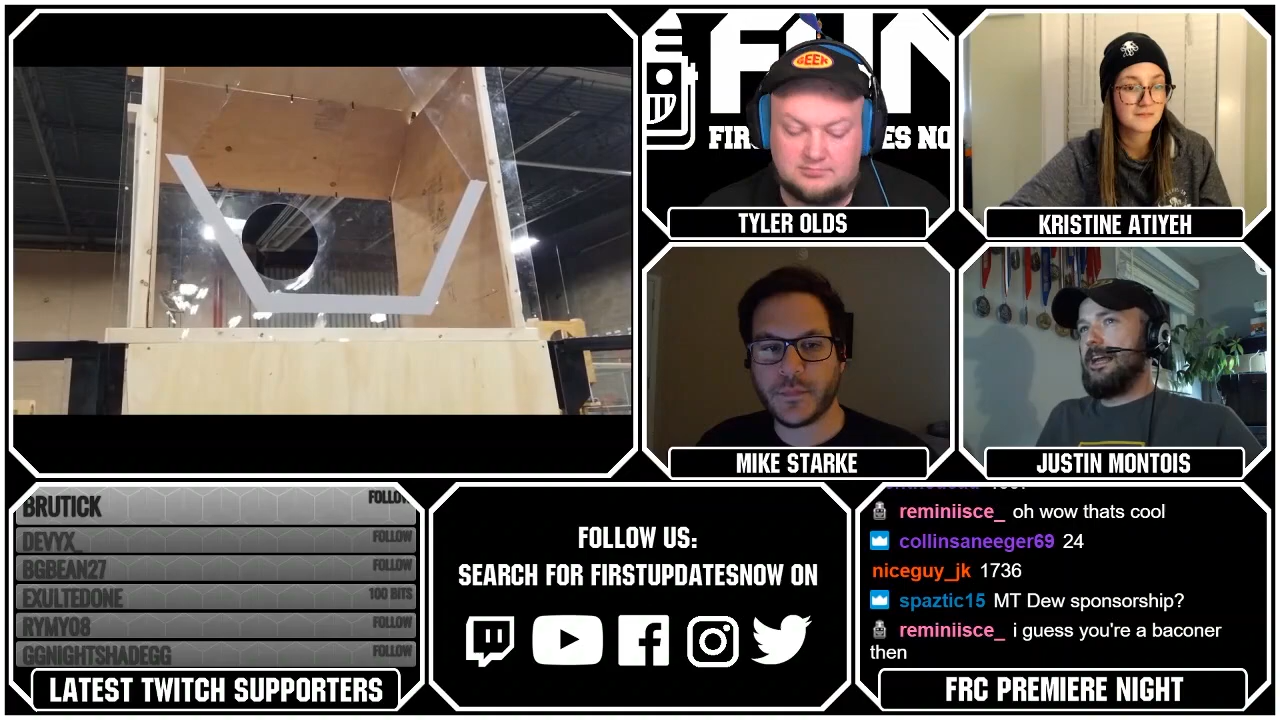 GEEK
TYLER OLDS
KRISTINE ATIYEH
MIKE STARKE
JUSTIN MONTOIS
BRUTICK FOLLOW
DEVYX_ FOLLOW
BGBEAN27 FOLLOW
EXULTEDONE 100 BITS
RYMY08 FOLLOW
GGNIGHTSHADEGG FOLLOW
LATEST TWITCH SUPPORTERS
FOLLOW US:
SEARCH FOR FIRSTUPDATESNOW ON
reminiisce_ oh wow thats cool
collinsaneeger69 24
niceguy_jk 1736
spaztic15 MT Dew sponsorship?
reminiisce_ i guess you're a baconer
then
FRC PREMIERE NIGHT